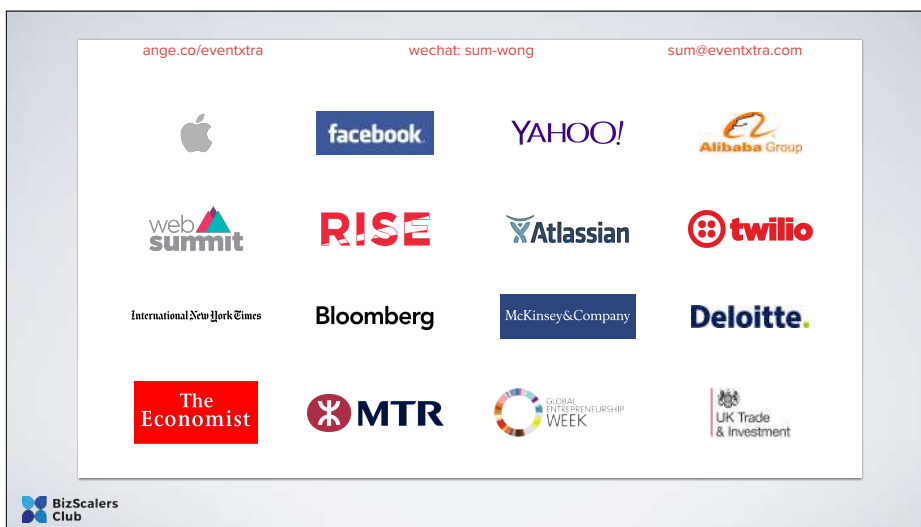 ange.co/eventxtra wechat: sum-wong sum@eventxtra.com
facebook YAHOO! Alibaba Group
web
summit RISE Atlassian twilio
International New York Times Bloomberg McKinsey&Company Deloitte.
The
Economist MTR GLOBAL
ENTREPRENEURSHIP
WEEK UK Trade
& Investment
BizScalers
Club